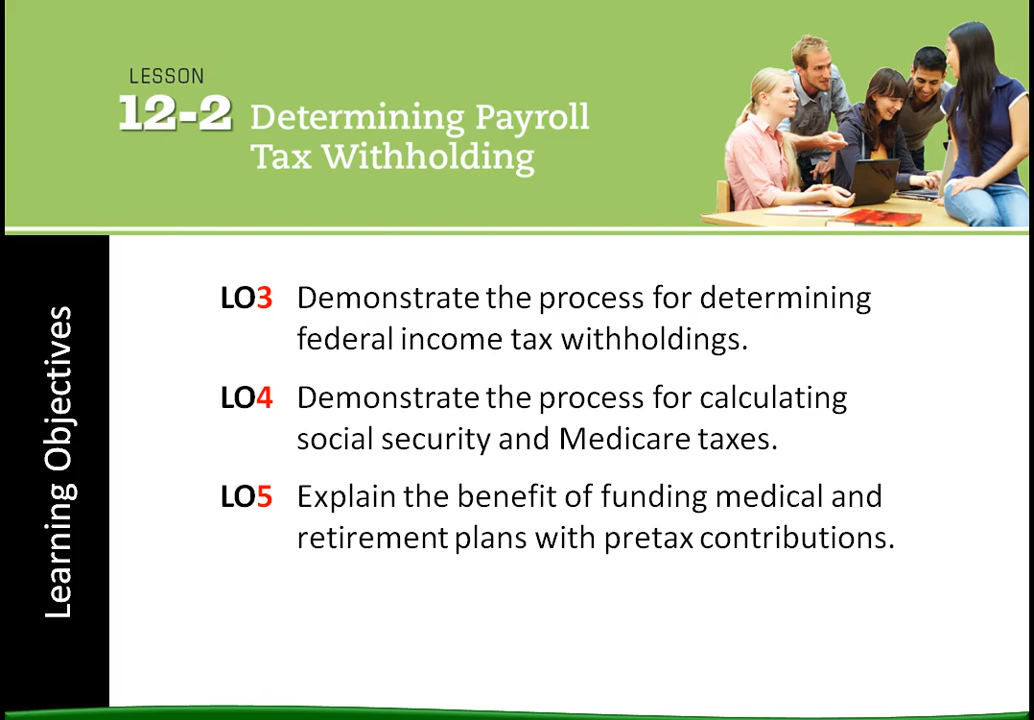 LESSON
12-2 Determining Payroll
Tax Withholding
Learning Objectives
LO3 Demonstrate the process for determining
federal income tax withholdings.
LO4 Demonstrate the process for calculating
social security and Medicare taxes.
LO5 Explain the benefit of funding medical and
retirement plans with pretax contributions.